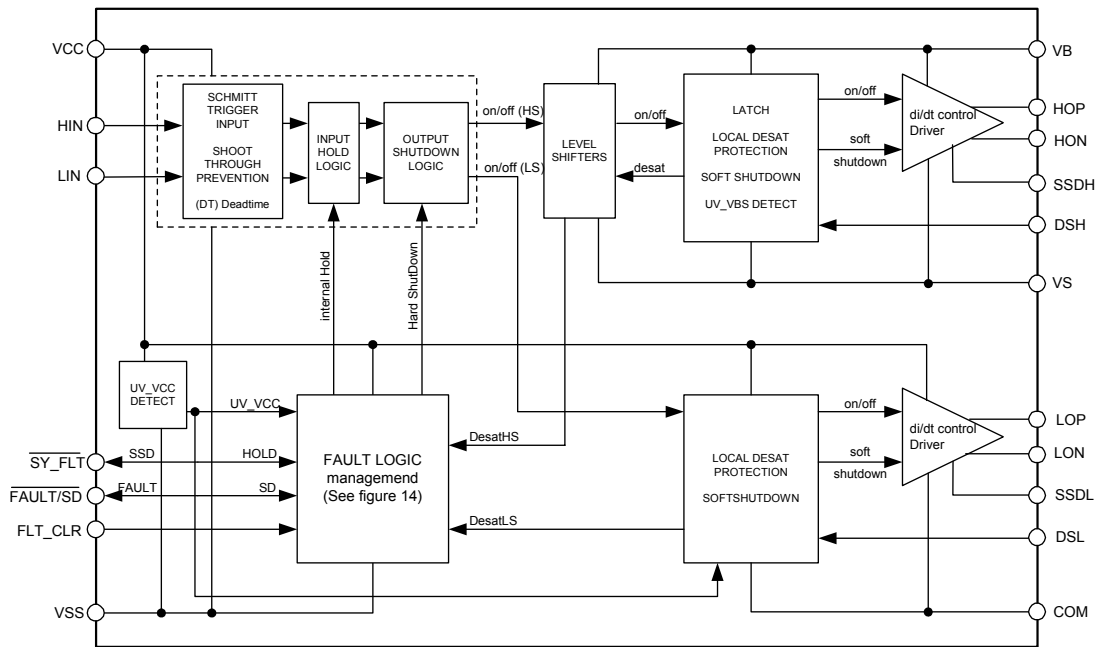 VCC
HIN
LIN
SCHMITT
TRIGGER
INPUT
SHOOT
THROUGH
PREVENTION
(DT) Deadtime
INPUT
HOLD
LOGIC
OUTPUT
SHUTDOWN
LOGIC
on/off (HS)
on/off (LS)
internal Hold
Hard ShutDown
LEVEL
SHIFTERS
on/off
desat
LATCH
LOCAL DESAT
PROTECTION
SOFT SHUTDOWN
UV_VBS DETECT
on/off
soft
shutdown
di/dt control
Driver
VB
HOP
HON
SSDH
DSH
VS
UV_VCC
DETECT
UV_VCC
SY_FLT
SSD
HOLD
FAULT/SD
FAULT
SD
FLT_CLR
VSS
FAULT LOGIC
managemend
(See figure 14)
DesatHS
DesatLS
LOCAL DESAT
PROTECTION
SOFTSHUTDOWN
on/off
soft
shutdown
di/dt control
Driver
LOP
LON
SSDL
DSL
COM